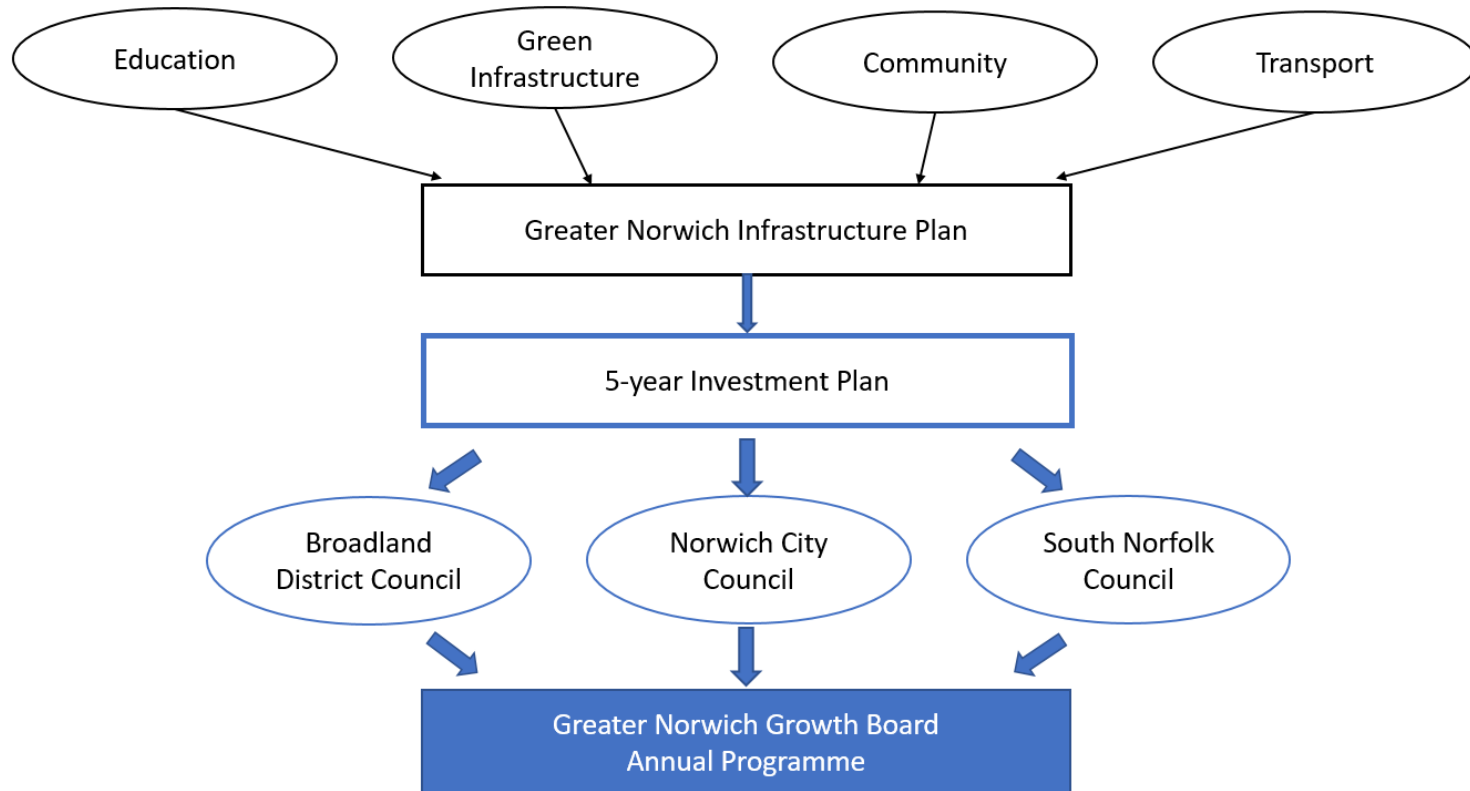 Education
Green
Infrastructure
Community
Transport
Greater Norwich Infrastructure Plan
5-year Investment Plan
Broadland
District Council
Norwich City
Council
South Norfolk
Council
Greater Norwich Growth Board
Annual Programme